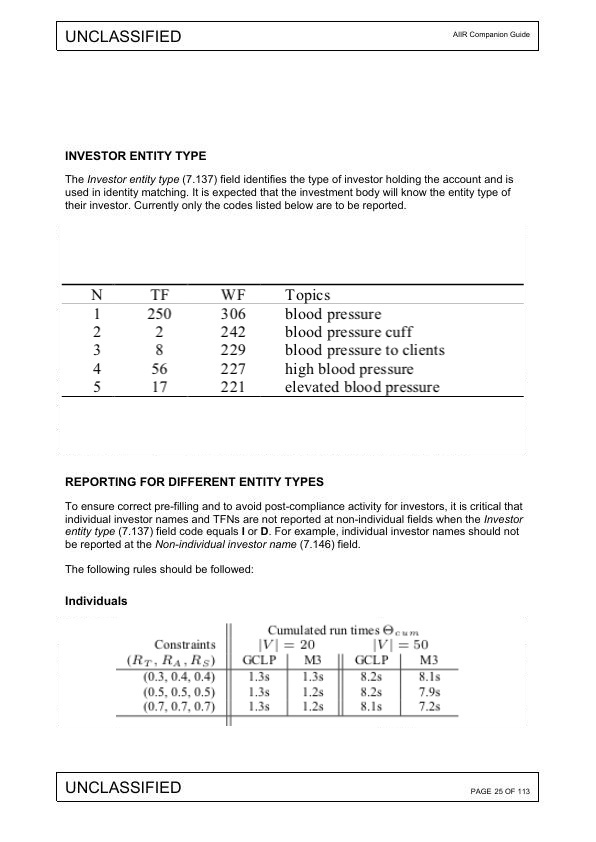 UNCLASSIFIED
AIIR Companion Guide
INVESTOR ENTITY TYPE
The Investor entity type (7.137) field identifies the type of investor holding the account and is
used in identity matching. It is expected that the investment body will know the entity type of
their investor. Currently only the codes listed below are to be reported.
N TF WF Topics
1 250 306 blood pressure
2 2 242 blood pressure cuff
3 8 229 blood pressure to clients
4 56 227 high blood pressure
5 17 221 elevated blood pressure
REPORTING FOR DIFFERENT ENTITY TYPES
To ensure correct pre-filling and to avoid post-compliance activity for investors, it is critical that
individual investor names and TFNs are not reported at non-individual fields when the Investor
entity type (7.137) field code equals I or D. For example, individual investor names should not
be reported at the Non-individual investor name (7.146) field.
The following rules should be followed:
Individuals
Cumulated run times Θcum
Constraints |V| = 20 |V| = 50
(RT, RA, RS) GCLP M3 GCLP M3
(0.3, 0.4, 0.4) 1.3s 1.3s 8.2s 8.1s
(0.5, 0.5, 0.5) 1.3s 1.2s 8.2s 7.9s
(0.7, 0.7, 0.7) 1.3s 1.2s 8.1s 7.2s
UNCLASSIFIED
PAGE 25 OF 113